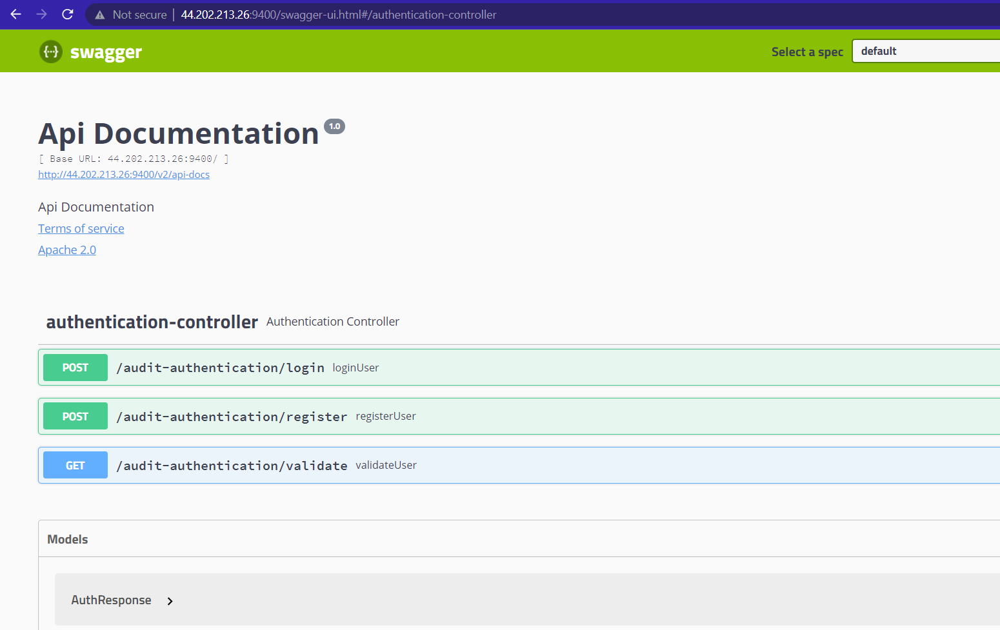 Not secure | 44.202.213.26:9400/swagger-ui.html#/authentication-controller
{···} swagger Select a spec default
Api Documentation 1.0
[ Base URL: 44.202.213.26:9400/ ]
http://44.202.213.26:9400/v2/api-docs
Api Documentation
Terms of service
Apache 2.0
authentication-controller Authentication Controller
POST /audit-authentication/login loginUser
POST /audit-authentication/register registerUser
GET /audit-authentication/validate validateUser
Models
AuthResponse